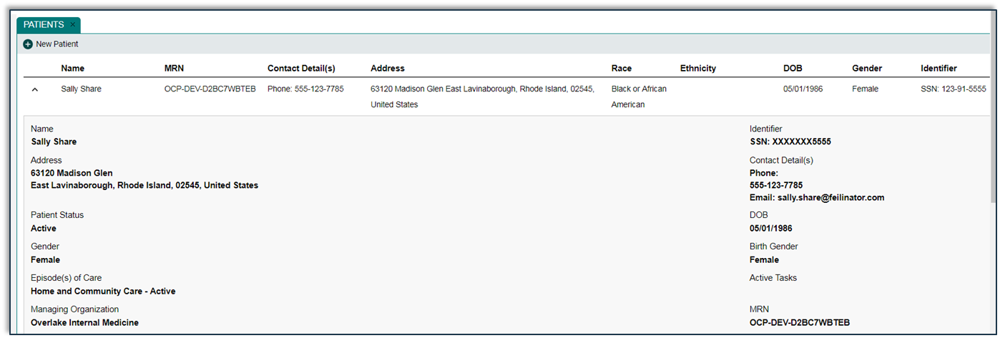 PATIENTS ×
New Patient
Name MRN Contact Detail(s) Address Race Ethnicity DOB Gender Identifier
Sally Share OCP-DEV-D2BC7WBTEB Phone: 555-123-7785 63120 Madison Glen East Lavinaborough, Rhode Island, 02545, Black or African 05/01/1986 Female SSN: 123-91-5555
United States American
Name Identifier
Sally Share SSN: XXXXXXX5555
Address Contact Detail(s)
63120 Madison Glen Phone:
East Lavinaborough, Rhode Island, 02545, United States 555-123-7785
Email: sally.share@feilinator.com
Patient Status DOB
Active 05/01/1986
Gender Birth Gender
Female Female
Episode(s) of Care Active Tasks
Home and Community Care - Active
Managing Organization MRN
Overlake Internal Medicine OCP-DEV-D2BC7WBTEB